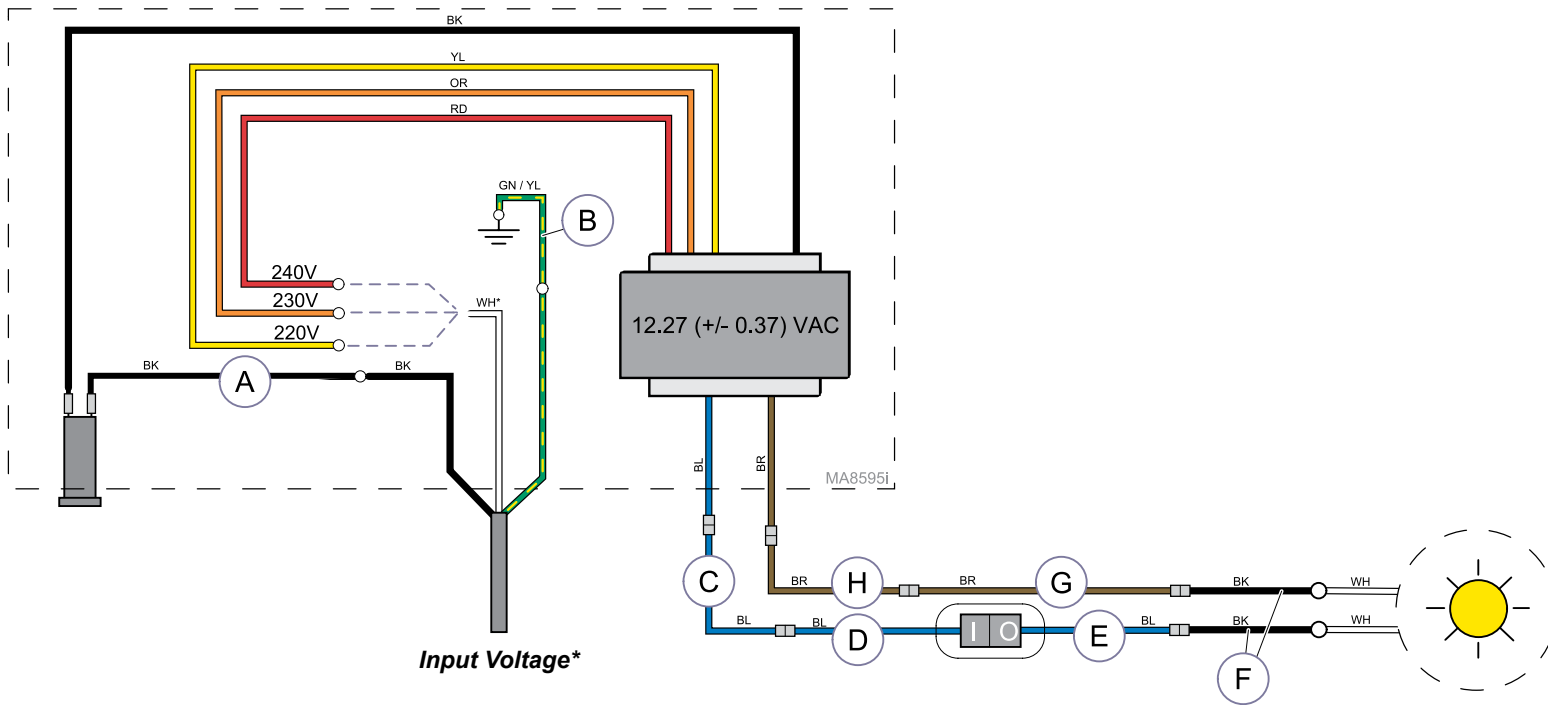 BK
YL
OR
RD
GN / YL
B
240V
230V
220V
WH*
12.27 (+/- 0.37) VAC
BK
BK
A
BL
BR
MA8595i
Input Voltage*
C
BR
H
BR
G
BK
WH
BL
BL
D
I O
E
BL
BK
WH
F